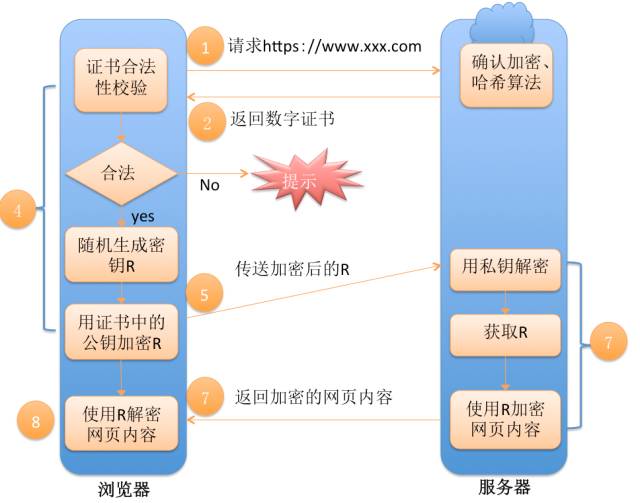 1
请求https://www.xxx.com
证书合法
性校验
确认加密、
哈希算法
2
返回数字证书
合法
No
提示
4
yes
随机生成密
钥R
5
传送加密后的R
用私钥解密
用证书中的
公钥加密R
获取R
7
7
返回加密的网页内容
8
使用R解密
网页内容
使用R加密
网页内容
浏览器
服务器